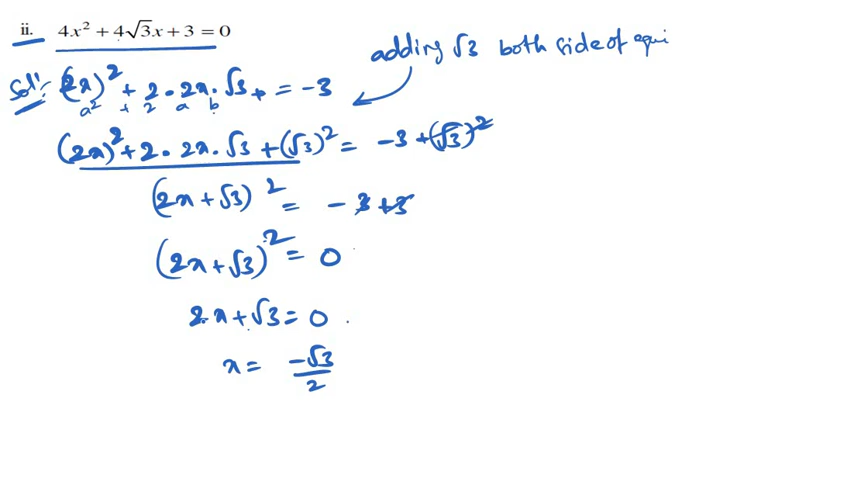 ii. 4x² + 4√3x + 3 = 0
adding √3 both side of equi
Sol: (2x)² + 2 · 2x · √3 + = -3
a² + 2 a b
(2x)² + 2 · 2x · √3 + (√3)² = -3 + (√3)²
(2x + √3)² = -3 + 3
(2x + √3)² = 0
2x + √3 = 0
x = -√3/2